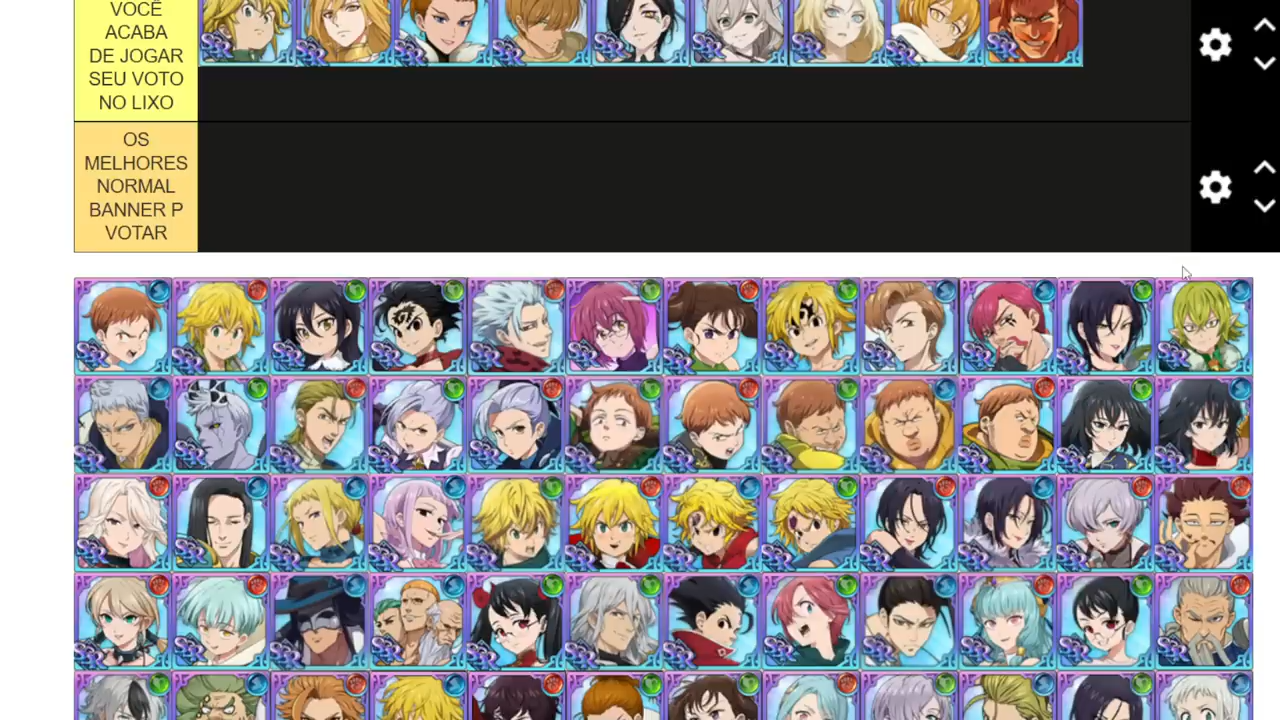 VOCÊ
ACABA
DE JOGAR
SEU VOTO
NO LIXO
OS
MELHORES
NORMAL
BANNER P
VOTAR